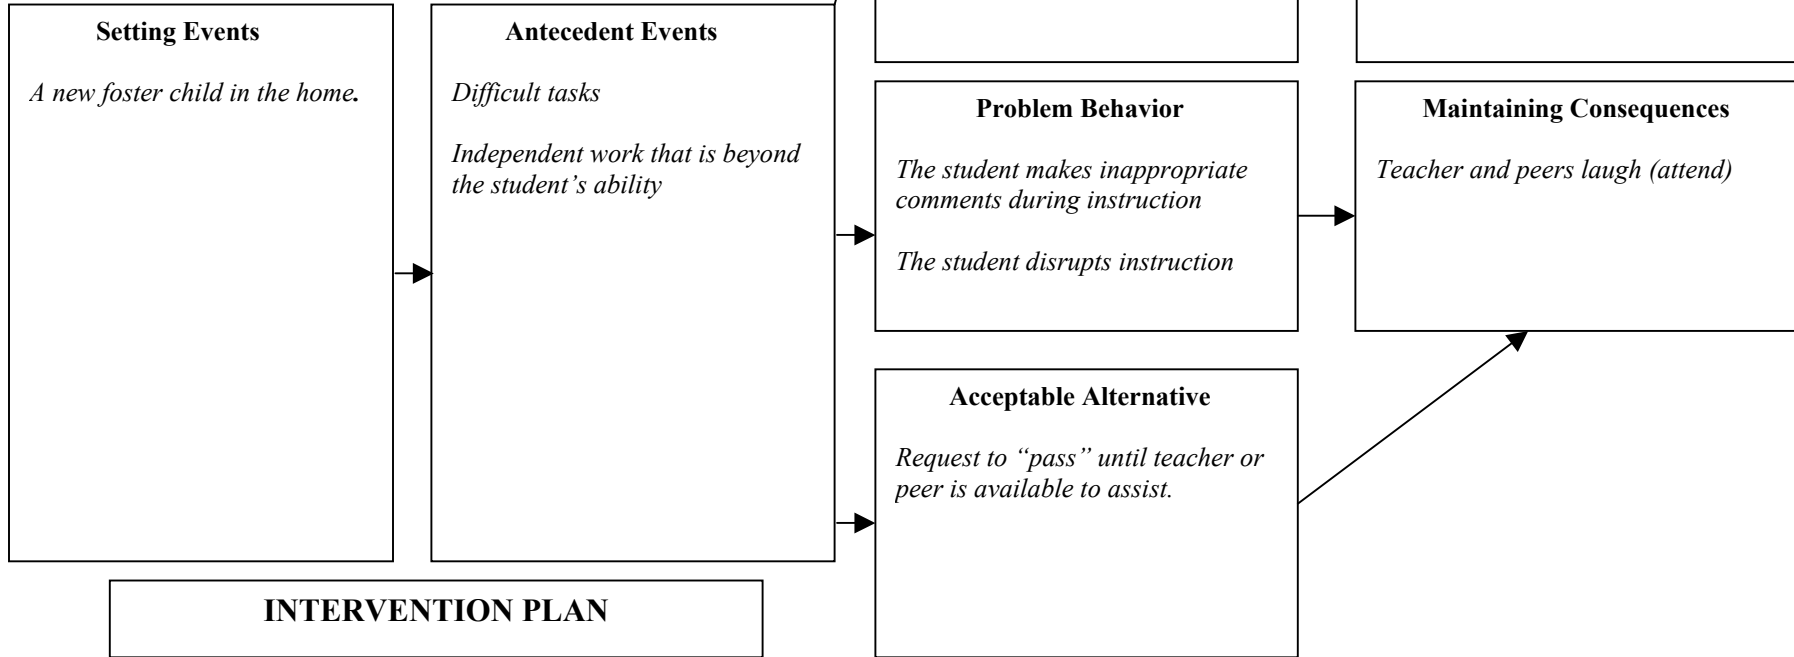 Setting Events
A new foster child in the home.
Antecedent Events
Difficult tasks
Independent work that is beyond
the student’s ability
Problem Behavior
The student makes inappropriate
comments during instruction
The student disrupts instruction
Maintaining Consequences
Teacher and peers laugh (attend)
Acceptable Alternative
Request to “pass” until teacher or
peer is available to assist.
INTERVENTION PLAN